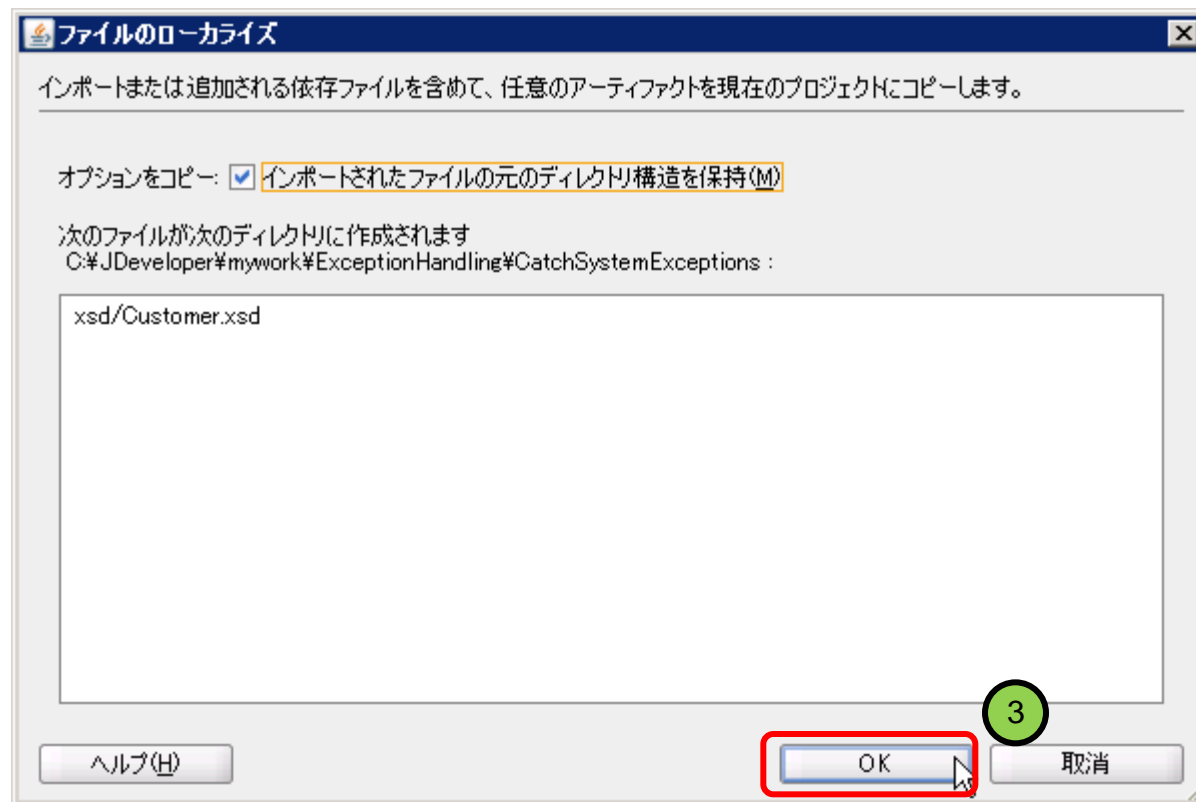 ファイルのローカライズ
インポートまたは追加される依存ファイルを含めて、任意のアーティファクトを現在のプロジェクトにコピーします。
オプションをコピー: インポートされたファイルの元のディレクトリ構造を保持(M)
次のファイルが次のディレクトリに作成されます
C:¥JDeveloper¥mywork¥ExceptionHandling¥CatchSystemExceptions :
xsd/Customer.xsd
3
ヘルプ(H) OK 取消